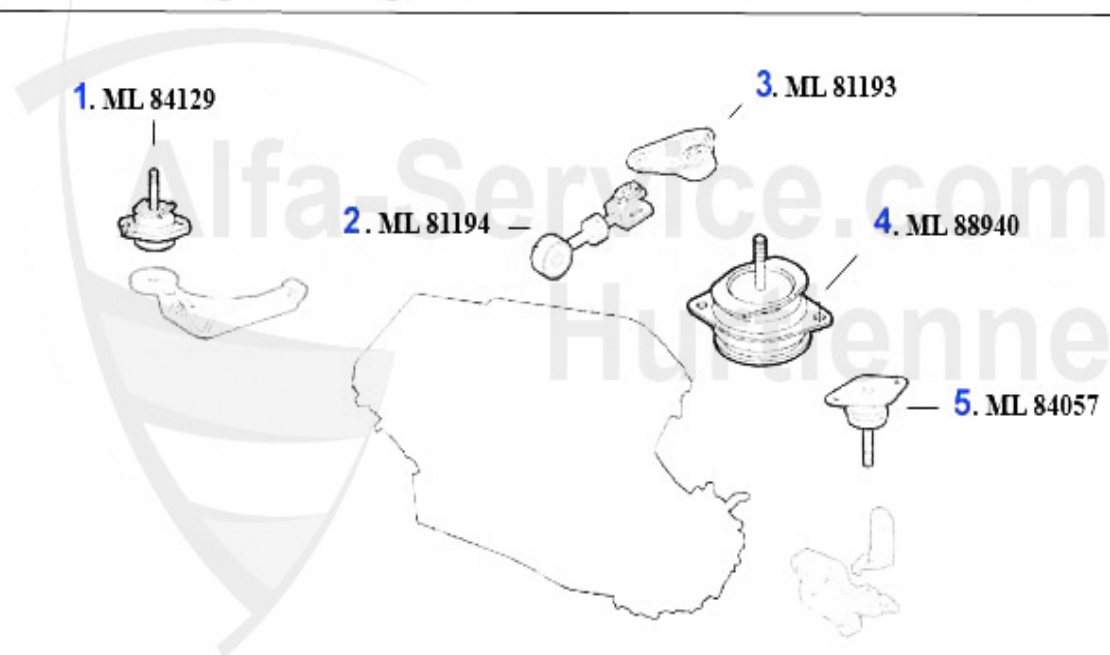 1. ML 84129
3. ML 81193
2. ML 81194
4. ML 88940
5. ML 84057
Alfa-Service.com
Hurtienne